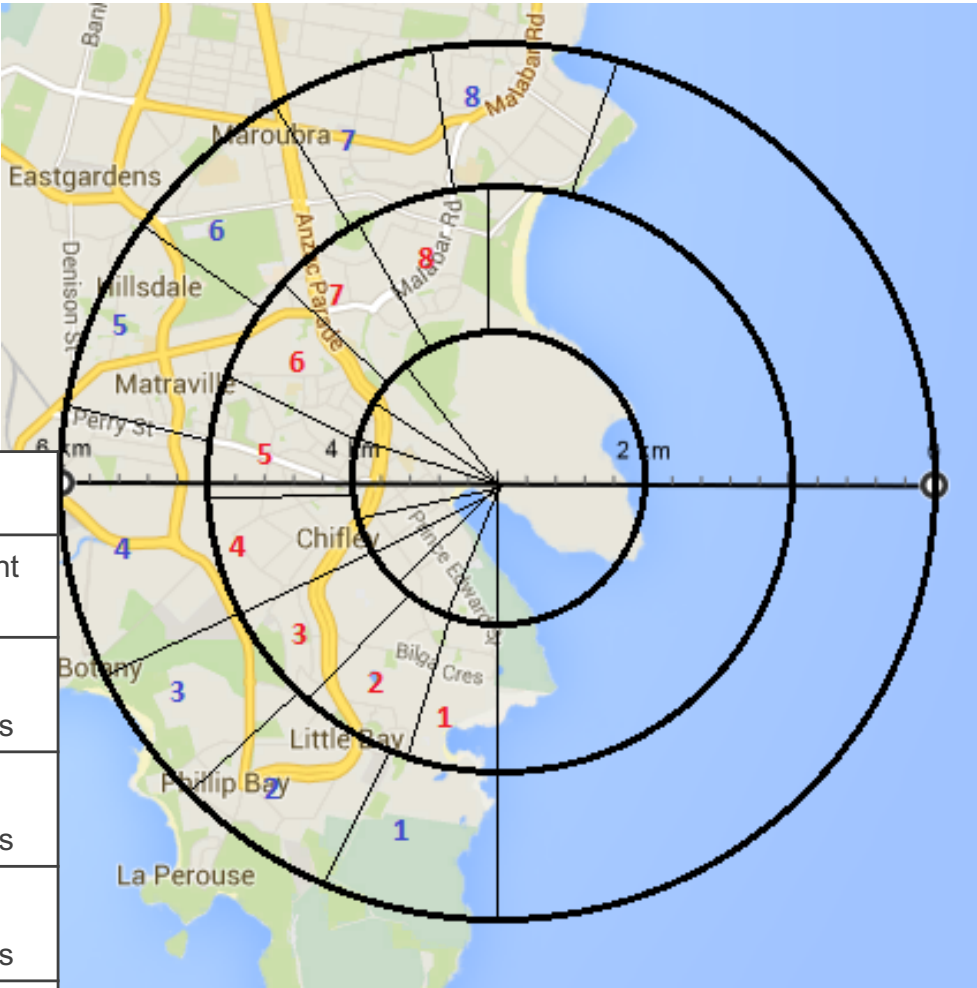 Ban
Malabar Rd
8
Maroubra
7
Eastgardens
6
Anzac Parade
Malabar Rd
8
Denison St
Hillsdale
7
5
6
Matraville
Perry St
5
6 km
4 km
2 km
6
Chifley
4
4
Prince Edward St
nt
3
Bilga Cres
Botany
2
3
1
s
Little Bay
Phillip Bay
2
1
s
La Perouse
s